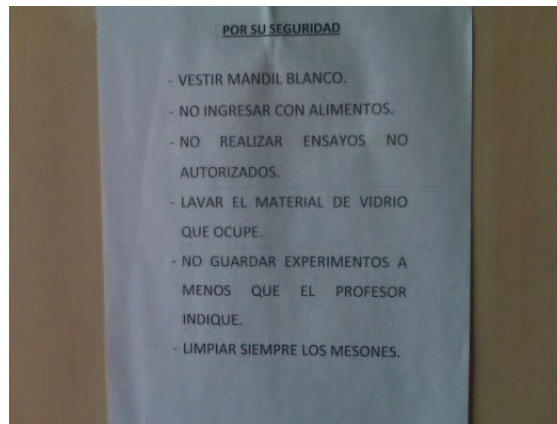 POR SU SEGURIDAD
- VESTIR MANDIL BLANCO.
- NO INGRESAR CON ALIMENTOS.
- NO REALIZAR ENSAYOS NO
AUTORIZADOS.
- LAVAR EL MATERIAL DE VIDRIO
QUE OCUPE.
- NO GUARDAR EXPERIMENTOS A
MENOS QUE EL PROFESOR
INDIQUE.
- LIMPIAR SIEMPRE LOS MESONES.